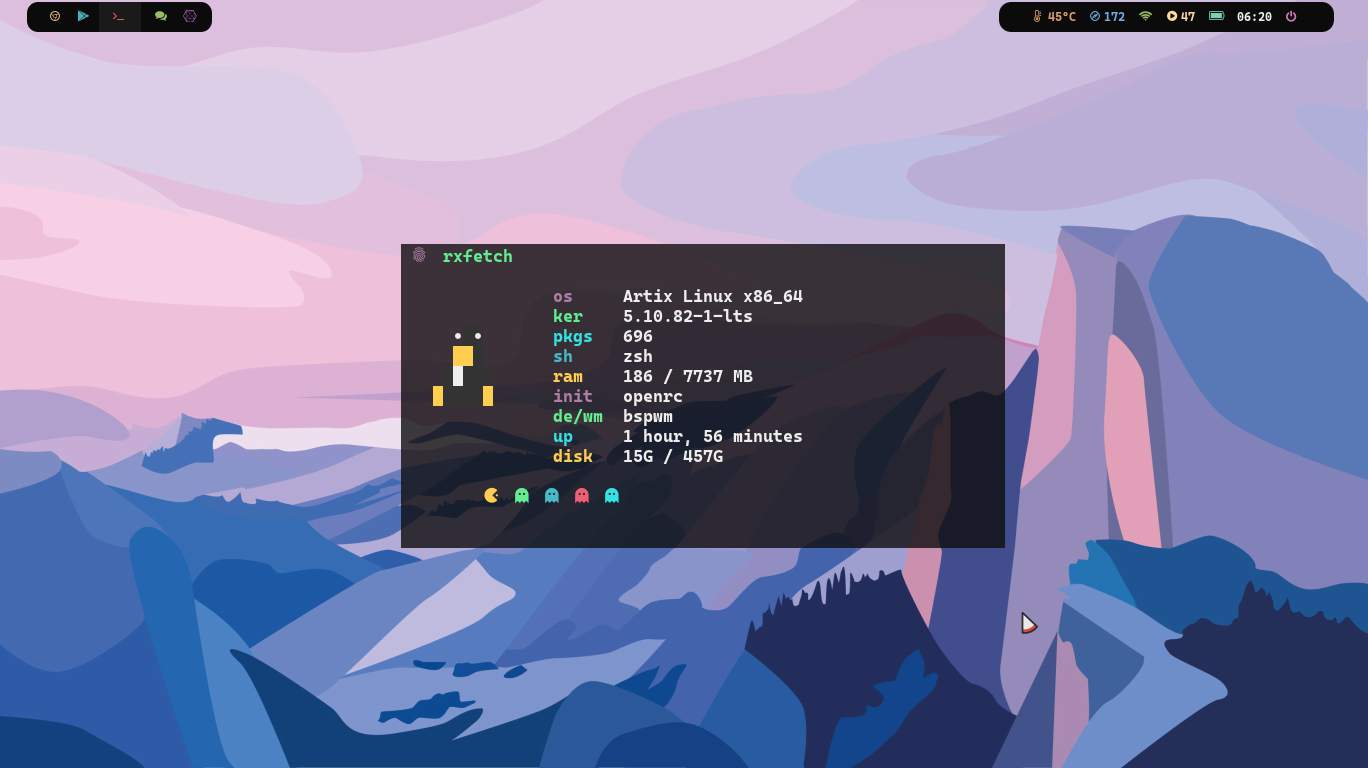 45°C 172 47 06:20
rxfetch
os Artix Linux x86_64
ker 5.10.82-1-lts
pkgs 696
sh zsh
ram 186 / 7737 MB
init openrc
de/wm bspwm
up 1 hour, 56 minutes
disk 15G / 457G